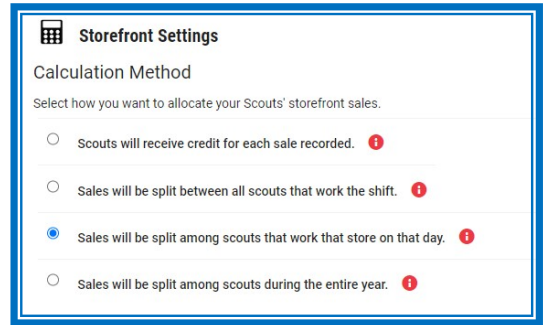 Storefront Settings
Calculation Method
Select how you want to allocate your Scouts' storefront sales.
Scouts will receive credit for each sale recorded.
Sales will be split between all scouts that work the shift.
Sales will be split among scouts that work that store on that day.
Sales will be split among scouts during the entire year.